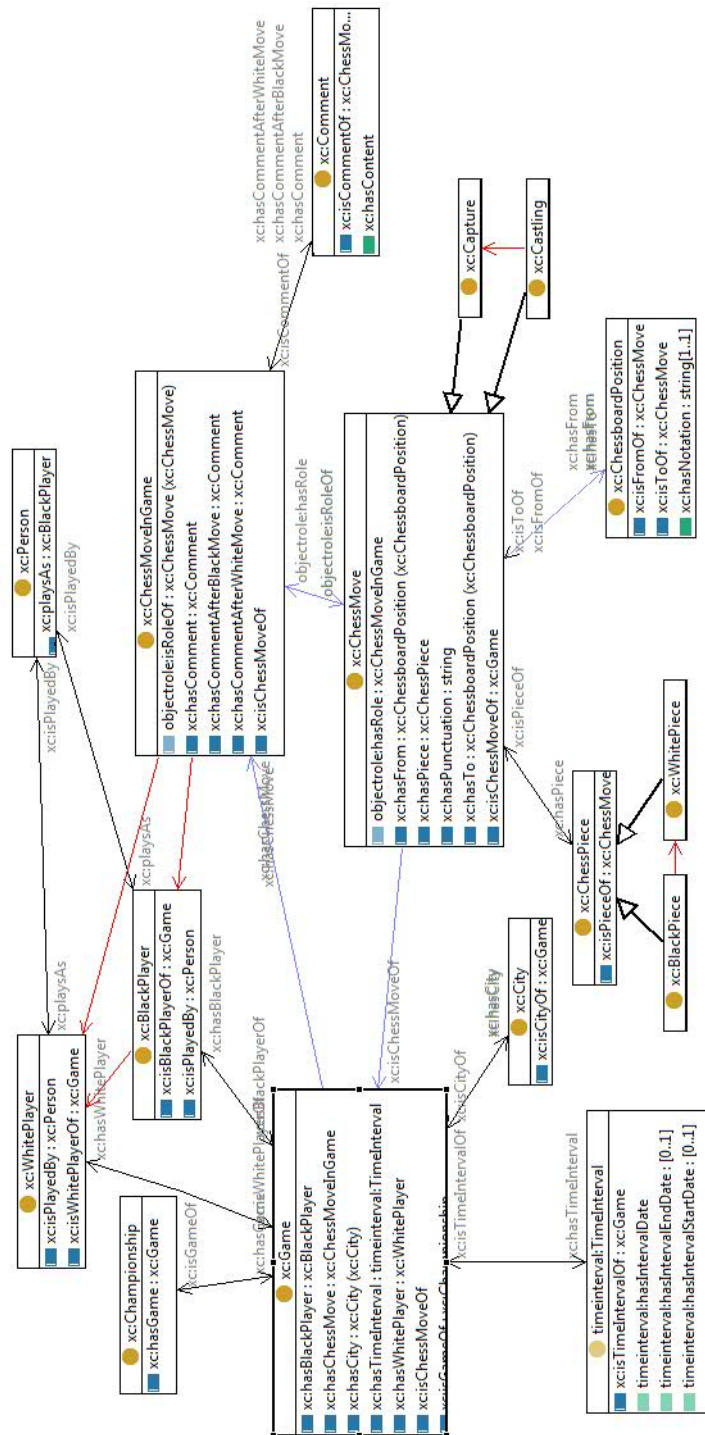 xc:Person
xc:playsAs : xc:BlackPlayer
xc:isPlayedBy
xc:isPlayedBy
xc:playsAs
xc:playsAs
xc:WhitePlayer
xc:isPlayedBy : xc:Person
xc:isWhitePlayerOf : xc:Game
xc:hasWhitePlayer
xc:BlackPlayer
xc:isBlackPlayerOf : xc:Game
xc:isPlayedBy : xc:Person
xc:hasBlackPlayer
xc:Championship
xc:hasGame : xc:Game
xc:isGameOf
xc:ChessMoveInGame
objectrole:isRoleOf : xc:ChessMove (xc:ChessMove)
xc:hasComment : xc:Comment
xc:hasCommentAfterBlackMove : xc:Comment
xc:hasCommentAfterWhiteMove : xc:Comment
xc:isChessMoveOf
xc:hasCommentAfterWhiteMove
xc:hasCommentAfterBlackMove
xc:hasComment
xc:isCommentOf
xc:Comment
xc:isCommentOf : xc:ChessMo...
xc:hasContent
objectrole:hasRole
objectrole:isRoleOf
xc:hasChessMove
xc:Game
xc:hasBlackPlayer : xc:BlackPlayer
xc:hasChessMove : xc:ChessMoveInGame
xc:hasCity : xc:City (xc:City)
xc:hasTimeInterval : timeinterval:TimeInterval
xc:hasWhitePlayer : xc:WhitePlayer
xc:isChessMoveOf
xc:isGameOf : xc:Championship
xc:isChessMoveOf
xc:ChessMove
objectrole:hasRole : xc:ChessMoveInGame
xc:hasFrom : xc:ChessboardPosition (xc:ChessboardPosition)
xc:hasPiece : xc:ChessPiece
xc:hasPunctuation : string
xc:hasTo : xc:ChessboardPosition (xc:ChessboardPosition)
xc:isChessMoveOf : xc:Game
xc:Capture
xc:Castling
xc:isToOf
xc:isFromOf
xc:hasFrom
xc:ChessboardPosition
xc:isFromOf : xc:ChessMove
xc:isToOf : xc:ChessMove
xc:hasNotation : string[1..1]
xc:isPieceOf
xc:hasPiece
xc:ChessPiece
xc:isPieceOf : xc:ChessMove
xc:BlackPiece
xc:WhitePiece
xc:isCityOf
xc:hasCity
xc:City
xc:isCityOf : xc:Game
xc:isTimeIntervalOf
xc:hasTimeInterval
timeinterval:TimeInterval
xc:isTimeIntervalOf : xc:Game
timeinterval:hasIntervalDate
timeinterval:hasIntervalEndDate : [0..1]
timeinterval:hasIntervalStartDate : [0..1]